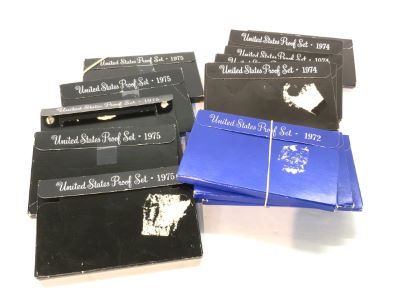 United States Proof Set · 1975
United States Proof Set · 1975
United States Proof Set ·
United States Proof Set · 1975
United States Proof Set · 1975
United States Proof Set · 1974
United States Proof Set · 1974
United States Proof Set · 1974
United States Proof Set · 1972